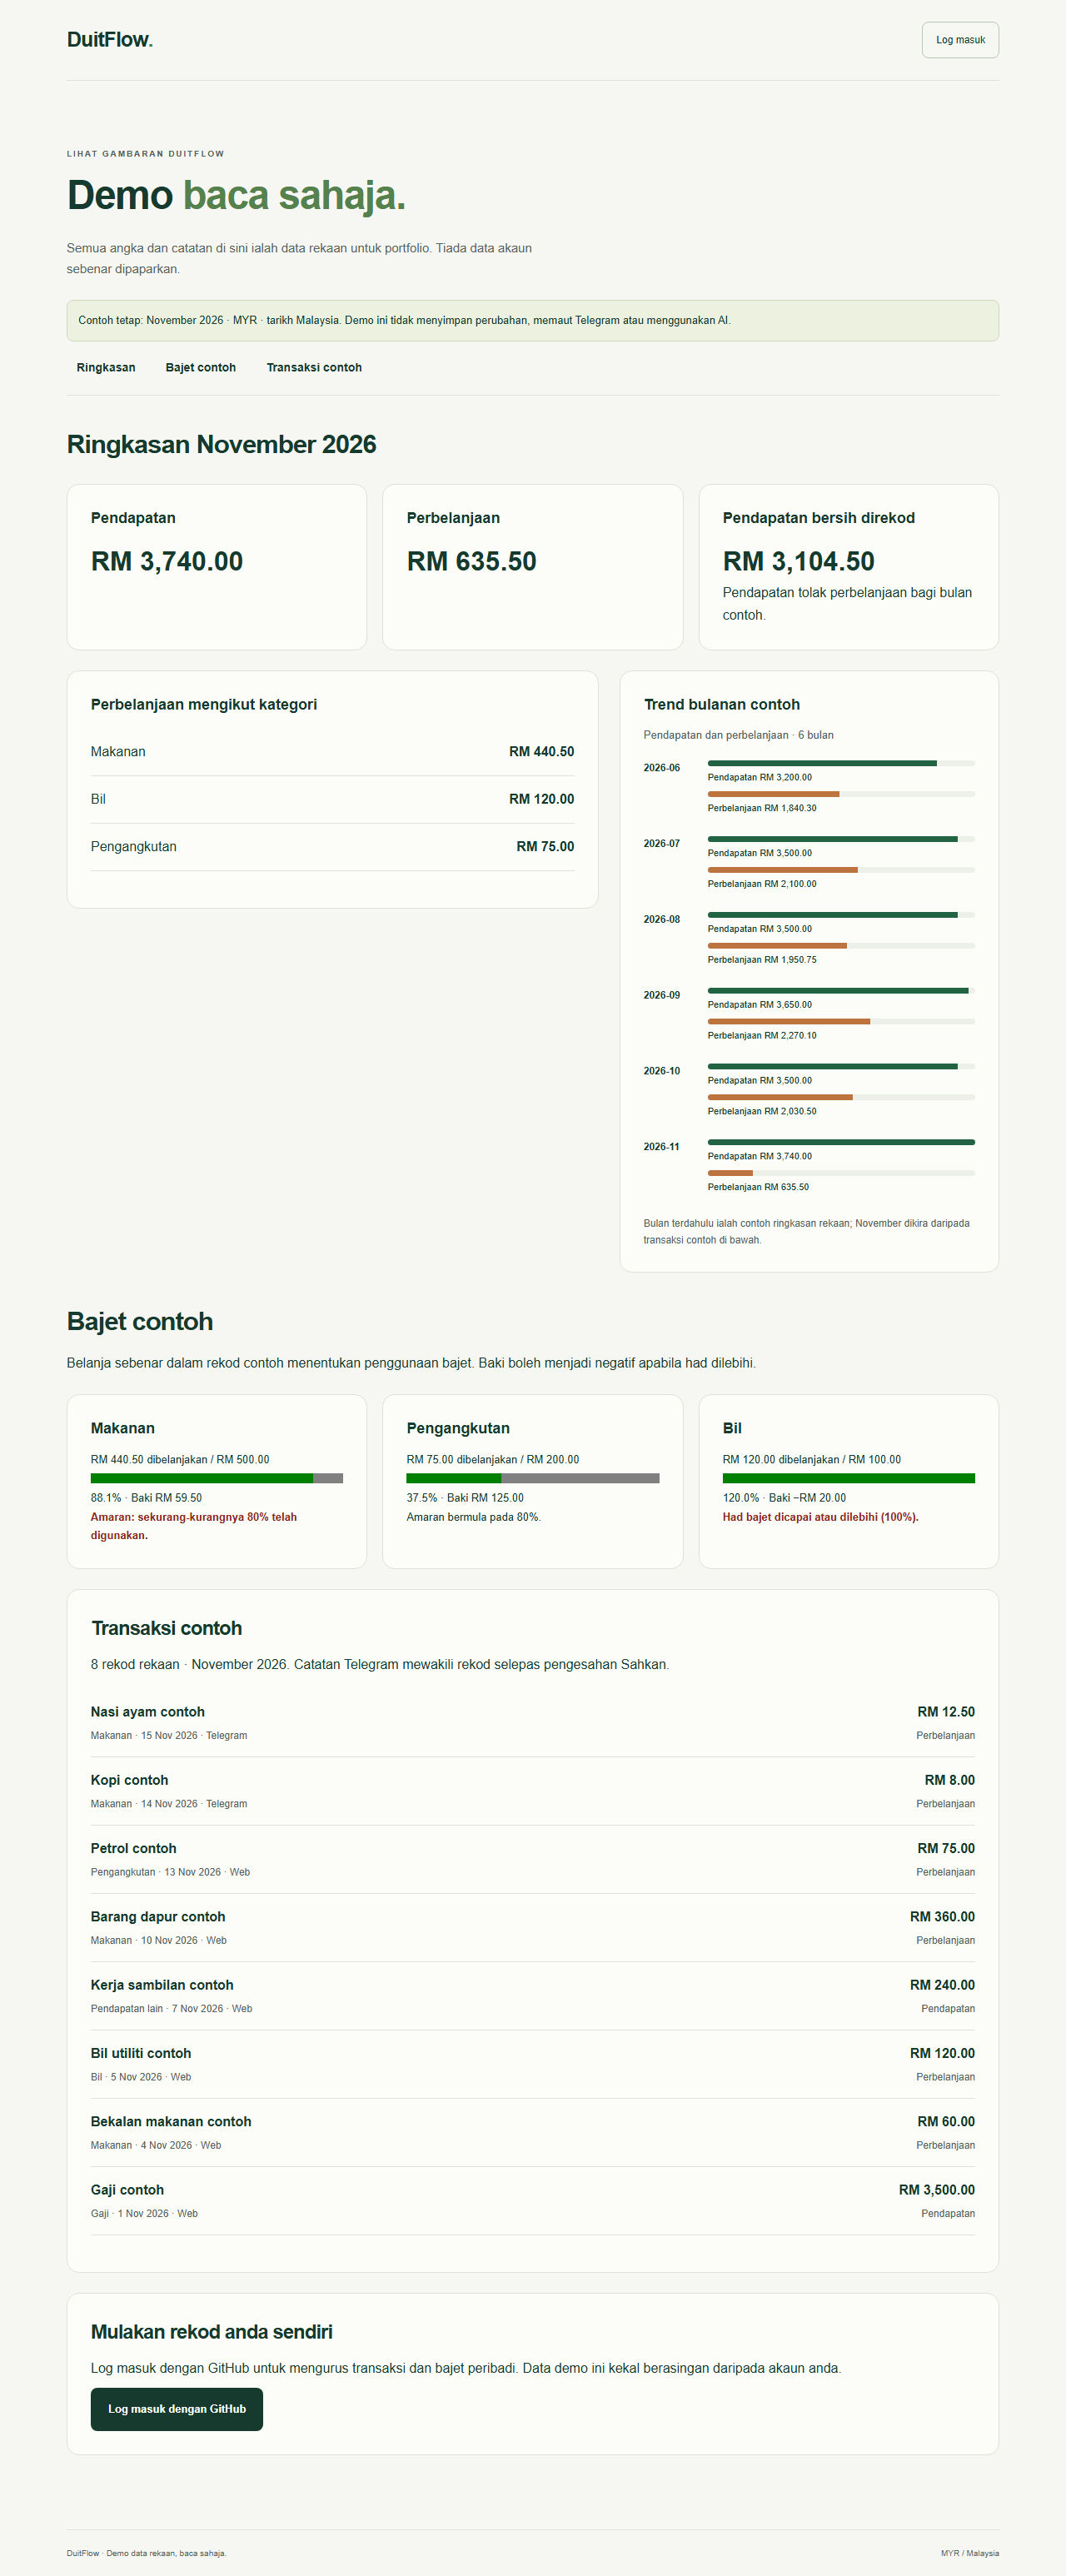 DuitFlow.
Log masuk
LIHAT GAMBARAN DUITFLOW
Demo baca sahaja.
Semua angka dan catatan di sini ialah data rekaan untuk portfolio. Tiada data akaun
sebenar dipaparkan.
Contoh tetap: November 2026 · MYR · tarikh Malaysia. Demo ini tidak menyimpan perubahan, memaut Telegram atau menggunakan AI.
Ringkasan Bajet contoh Transaksi contoh
Ringkasan November 2026
Pendapatan
RM 3,740.00
Perbelanjaan
RM 635.50
Pendapatan bersih direkod
RM 3,104.50
Pendapatan tolak perbelanjaan bagi bulan
contoh.
Perbelanjaan mengikut kategori
Makanan RM 440.50
Bil RM 120.00
Pengangkutan RM 75.00
Trend bulanan contoh
Pendapatan dan perbelanjaan · 6 bulan
2026-06
Pendapatan RM 3,200.00
Perbelanjaan RM 1,840.30
2026-07
Pendapatan RM 3,500.00
Perbelanjaan RM 2,100.00
2026-08
Pendapatan RM 3,500.00
Perbelanjaan RM 1,950.75
2026-09
Pendapatan RM 3,650.00
Perbelanjaan RM 2,270.10
2026-10
Pendapatan RM 3,500.00
Perbelanjaan RM 2,030.50
2026-11
Pendapatan RM 3,740.00
Perbelanjaan RM 635.50
Bulan terdahulu ialah contoh ringkasan rekaan; November dikira daripada
transaksi contoh di bawah.
Bajet contoh
Belanja sebenar dalam rekod contoh menentukan penggunaan bajet. Baki boleh menjadi negatif apabila had dilebihi.
Makanan
RM 440.50 dibelanjakan / RM 500.00
88.1% · Baki RM 59.50
Amaran: sekurang-kurangnya 80% telah
digunakan.
Pengangkutan
RM 75.00 dibelanjakan / RM 200.00
37.5% · Baki RM 125.00
Amaran bermula pada 80%.
Bil
RM 120.00 dibelanjakan / RM 100.00
120.0% · Baki −RM 20.00
Had bajet dicapai atau dilebihi (100%).
Transaksi contoh
8 rekod rekaan · November 2026. Catatan Telegram mewakili rekod selepas pengesahan Sahkan.
Nasi ayam contoh RM 12.50
Makanan · 15 Nov 2026 · Telegram Perbelanjaan
Kopi contoh RM 8.00
Makanan · 14 Nov 2026 · Telegram Perbelanjaan
Petrol contoh RM 75.00
Pengangkutan · 13 Nov 2026 · Web Perbelanjaan
Barang dapur contoh RM 360.00
Makanan · 10 Nov 2026 · Web Perbelanjaan
Kerja sambilan contoh RM 240.00
Pendapatan lain · 7 Nov 2026 · Web Pendapatan
Bil utiliti contoh RM 120.00
Bil · 5 Nov 2026 · Web Perbelanjaan
Bekalan makanan contoh RM 60.00
Makanan · 4 Nov 2026 · Web Perbelanjaan
Gaji contoh RM 3,500.00
Gaji · 1 Nov 2026 · Web Pendapatan
Mulakan rekod anda sendiri
Log masuk dengan GitHub untuk mengurus transaksi dan bajet peribadi. Data demo ini kekal berasingan daripada akaun anda.
Log masuk dengan GitHub
DuitFlow · Demo data rekaan, baca sahaja. MYR / Malaysia